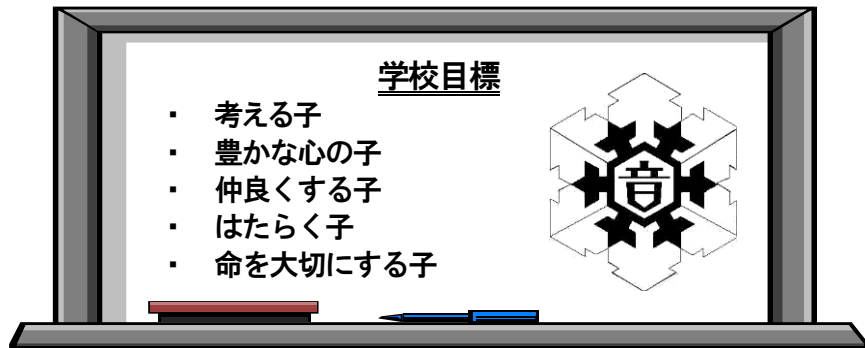 学校目標
・ 考える子
・ 豊かな心の子
・ 仲良くする子
・ はたらく子
・ 命を大切にする子
音